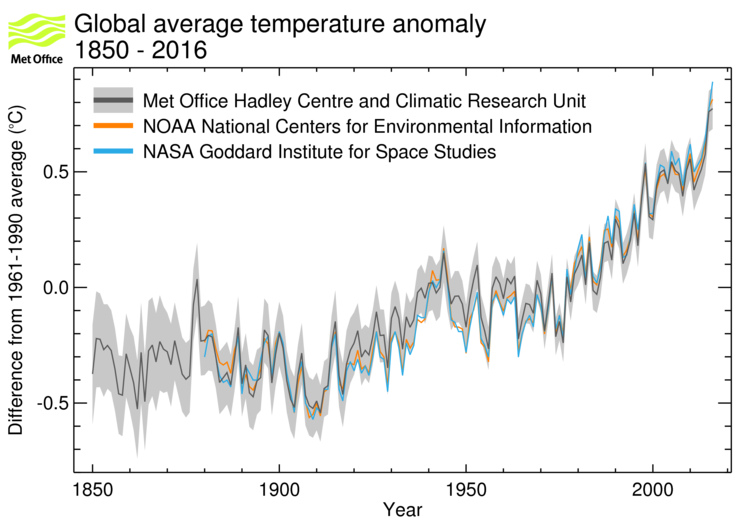 Met Office
Global average temperature anomaly
1850 - 2016
Met Office Hadley Centre and Climatic Research Unit
NOAA National Centers for Environmental Information
NASA Goddard Institute for Space Studies
Difference from 1961-1990 average (°C)
0.5
0.0
-0.5
1850
1900
1950
2000
Year